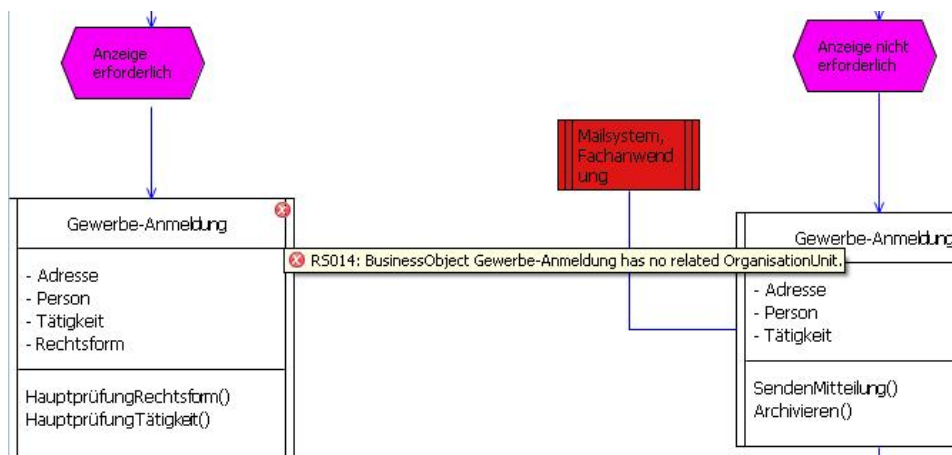 Anzeige
erforderlich
Anzeige nicht
erforderlich
Mailsystem,
Fachanwend
ung
Gewerbe-Anmeldung
RS014: BusinessObject Gewerbe-Anmeldung has no related OrganisationUnit.
- Adresse
- Person
- Tätigkeit
- Rechtsform
HauptprüfungRechtsform()
HauptprüfungTätigkeit()
Gewerbe-Anmeldung
- Adresse
- Person
- Tätigkeit
SendenMitteilung()
Archivieren()